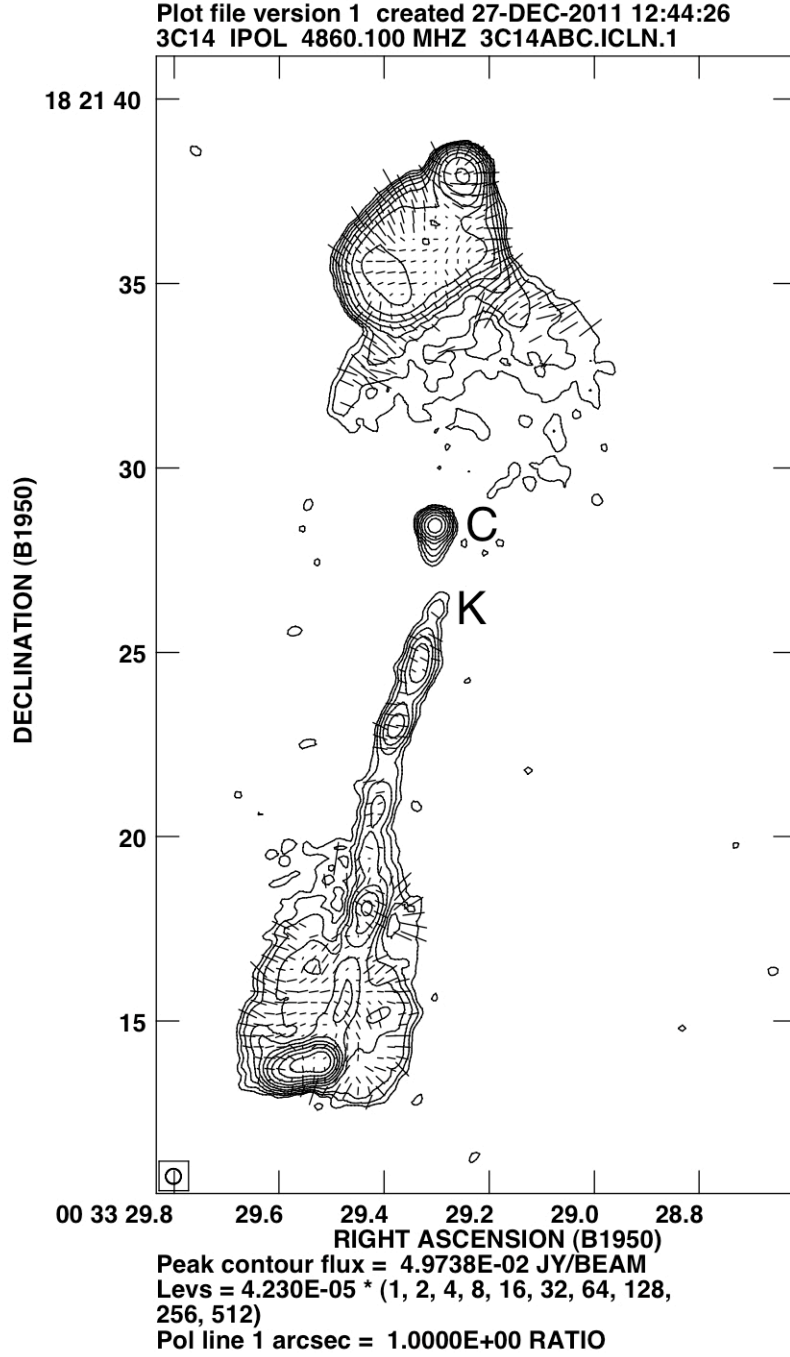 Plot file version 1 created 27-DEC-2011 12:44:26
3C14 IPOL 4860.100 MHZ 3C14ABC.ICLN.1
18 21 40
35
30
C
K
25
20
15
DECLINATION (B1950)
00 33 29.8 29.6 29.4 29.2 29.0 28.8
RIGHT ASCENSION (B1950)
Peak contour flux = 4.9738E-02 JY/BEAM
Levs = 4.230E-05 * (1, 2, 4, 8, 16, 32, 64, 128,
256, 512)
Pol line 1 arcsec = 1.0000E+00 RATIO